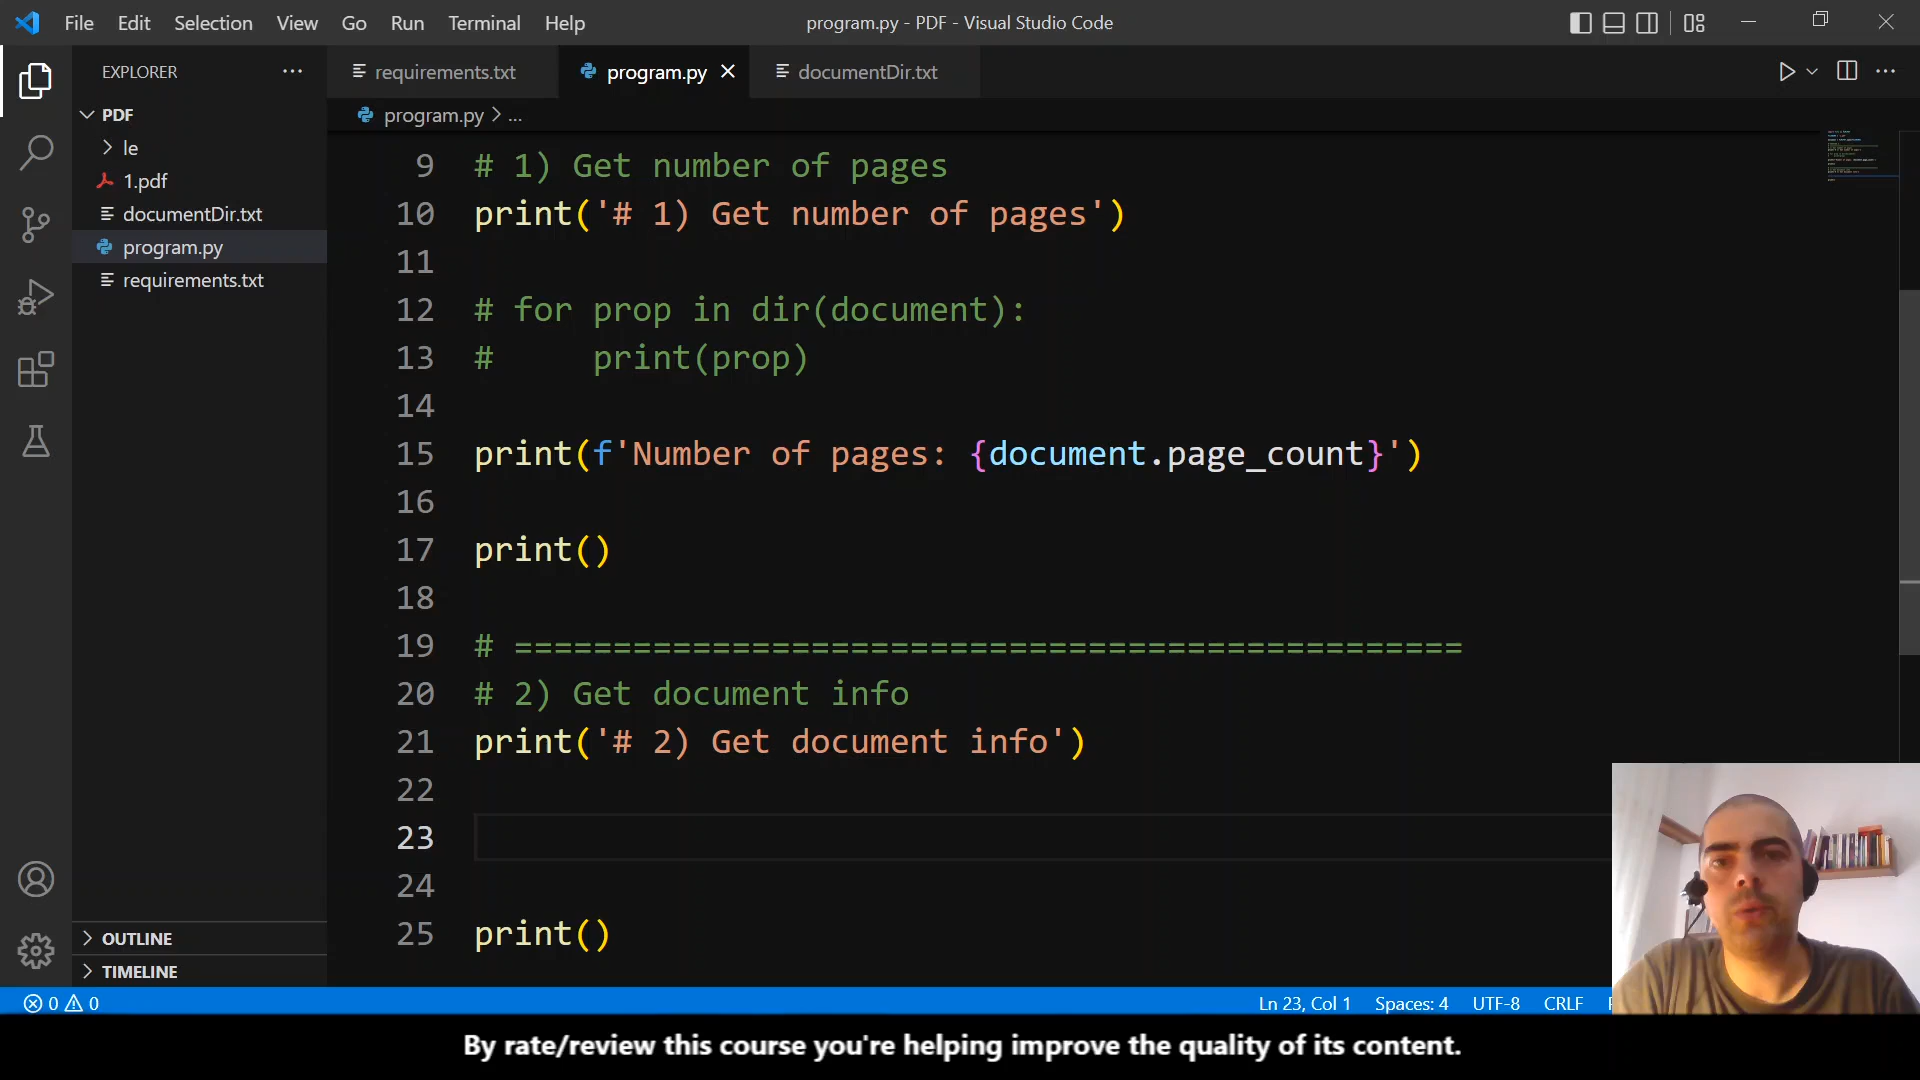 File Edit Selection View Go Run Terminal Help
program.py - PDF - Visual Studio Code
EXPLORER
PDF
le
1.pdf
documentDir.txt
program.py
requirements.txt
OUTLINE
TIMELINE
requirements.txt program.py documentDir.txt
program.py > ...
9 # 1) Get number of pages
10 print('# 1) Get number of pages')
11
12 # for prop in dir(document):
13 #     print(prop)
14
15 print(f'Number of pages: {document.page_count}')
16
17 print()
18
19 # ================================================
20 # 2) Get document info
21 print('# 2) Get document info')
22
23
24
25 print()
0 0 Ln 23, Col 1 Spaces: 4 UTF-8 CRLF
By rate/review this course you're helping improve the quality of its content.